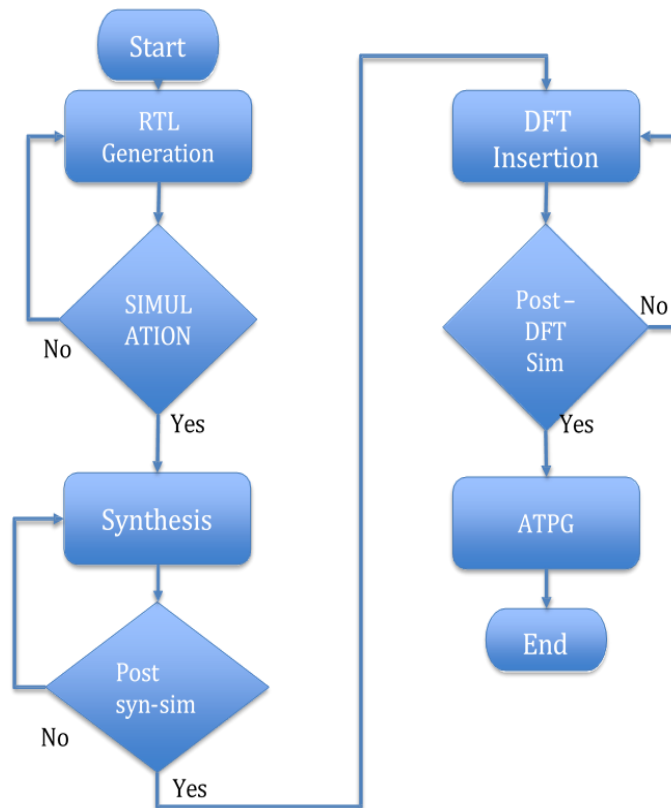 Start
RTL
Generation
SIMUL
ATION
No
Yes
Synthesis
Post
syn-sim
No
Yes
DFT
Insertion
Post–
DFT
Sim
No
Yes
ATPG
End